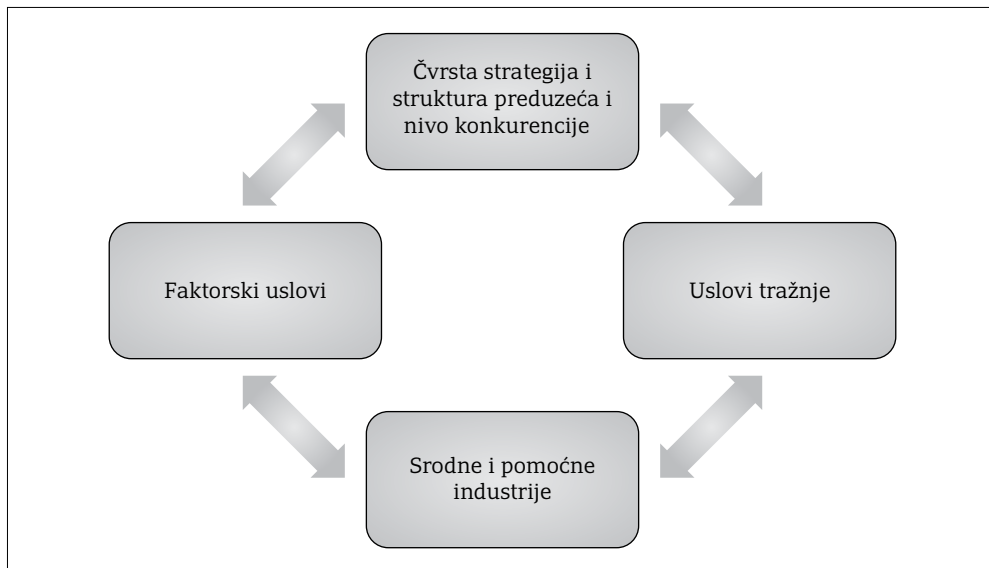 Čvrsta strategija i
struktura preduzeća i
nivo konkurencije
Faktorski uslovi
Uslovi tražnje
Srodne i pomoćne
industrije